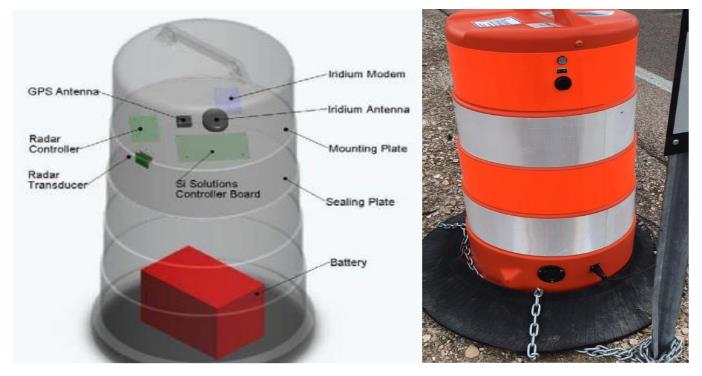 Iridium Modem
GPS Antenna
Iridium Antenna
Radar
Controller
Mounting Plate
Radar
Transducer
Si Solutions
Controller Board
Sealing Plate
Battery